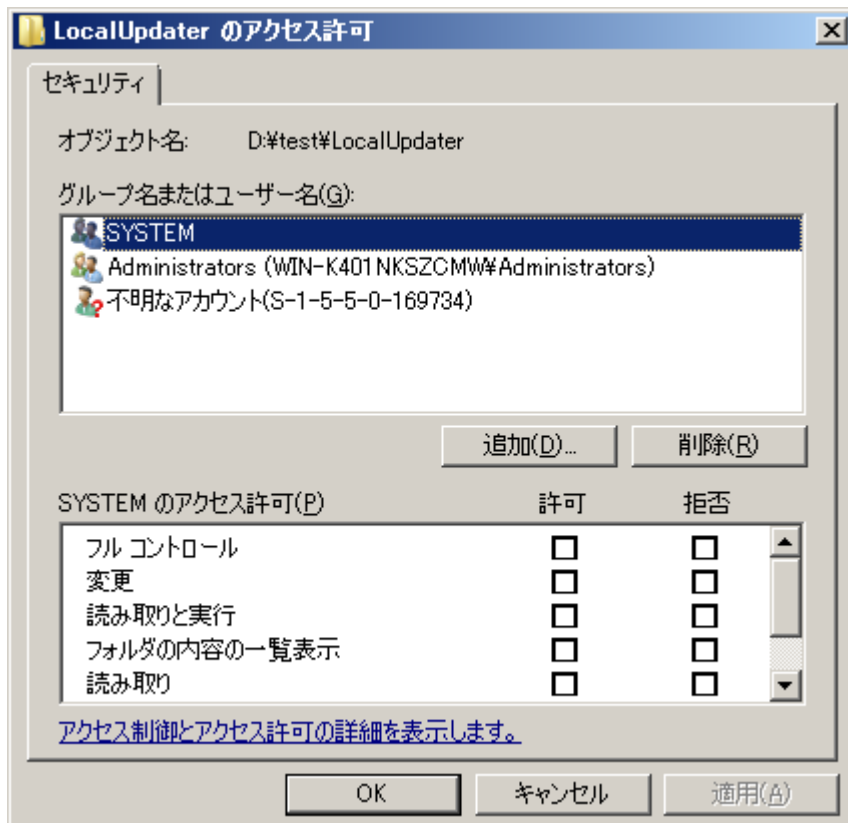 LocalUpdater のアクセス許可
セキュリティ
オブジェクト名: D:¥test¥LocalUpdater
グループ名またはユーザー名(G):
SYSTEM
Administrators (WIN-K401NKSZCMW¥Administrators)
不明なアカウント(S-1-5-5-0-169734)
追加(D)... 削除(R)
SYSTEM のアクセス許可(P) 許可 拒否
フル コントロール
変更
読み取りと実行
フォルダの内容の一覧表示
読み取り
アクセス制御とアクセス許可の詳細を表示します。
OK キャンセル 適用(A)